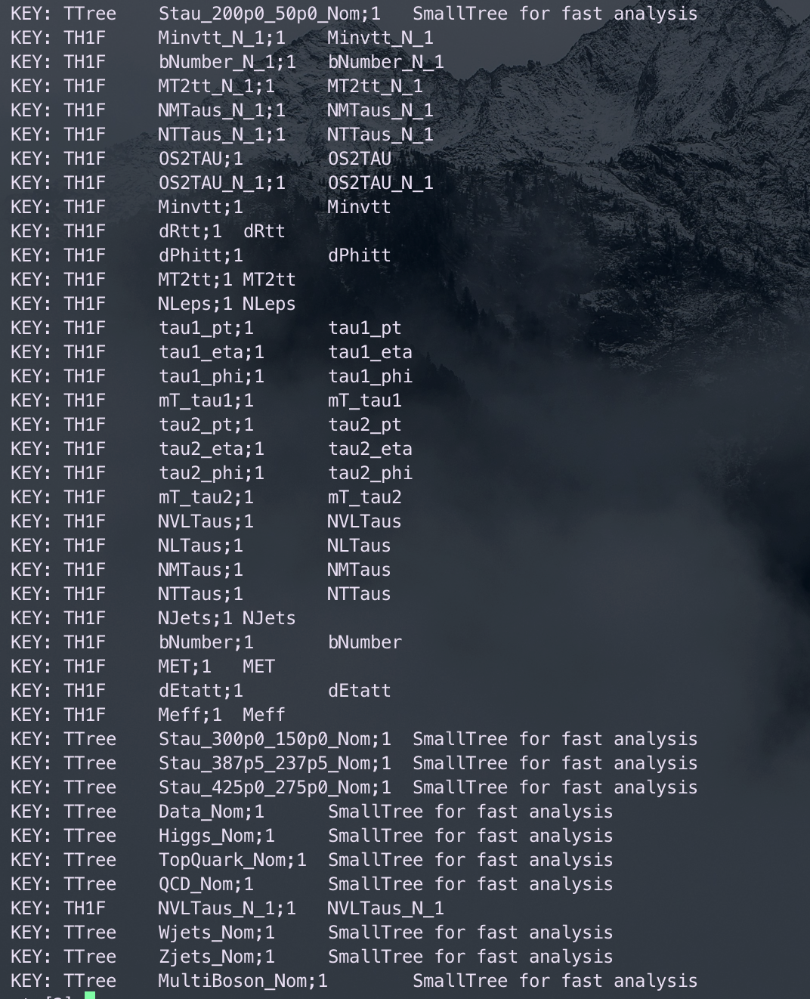 KEY: TTree Stau_200p0_50p0_Nom;1 SmallTree for fast analysis
KEY: TH1F Minvtt_N_1;1 Minvtt_N_1
KEY: TH1F bNumber_N_1;1 bNumber_N_1
KEY: TH1F MT2tt_N_1;1 MT2tt_N_1
KEY: TH1F NMTaus_N_1;1 NMTaus_N_1
KEY: TH1F NTTaus_N_1;1 NTTaus_N_1
KEY: TH1F OS2TAU;1 OS2TAU
KEY: TH1F OS2TAU_N_1;1 OS2TAU_N_1
KEY: TH1F Minvtt;1 Minvtt
KEY: TH1F dRtt;1 dRtt
KEY: TH1F dPhitt;1 dPhitt
KEY: TH1F MT2tt;1 MT2tt
KEY: TH1F NLeps;1 NLeps
KEY: TH1F tau1_pt;1 tau1_pt
KEY: TH1F tau1_eta;1 tau1_eta
KEY: TH1F tau1_phi;1 tau1_phi
KEY: TH1F mT_tau1;1 mT_tau1
KEY: TH1F tau2_pt;1 tau2_pt
KEY: TH1F tau2_eta;1 tau2_eta
KEY: TH1F tau2_phi;1 tau2_phi
KEY: TH1F mT_tau2;1 mT_tau2
KEY: TH1F NVLTaus;1 NVLTaus
KEY: TH1F NLTaus;1 NLTaus
KEY: TH1F NMTaus;1 NMTaus
KEY: TH1F NTTaus;1 NTTaus
KEY: TH1F NJets;1 NJets
KEY: TH1F bNumber;1 bNumber
KEY: TH1F MET;1 MET
KEY: TH1F dEtatt;1 dEtatt
KEY: TH1F Meff;1 Meff
KEY: TTree Stau_300p0_150p0_Nom;1 SmallTree for fast analysis
KEY: TTree Stau_387p5_237p5_Nom;1 SmallTree for fast analysis
KEY: TTree Stau_425p0_275p0_Nom;1 SmallTree for fast analysis
KEY: TTree Data_Nom;1 SmallTree for fast analysis
KEY: TTree Higgs_Nom;1 SmallTree for fast analysis
KEY: TTree TopQuark_Nom;1 SmallTree for fast analysis
KEY: TTree QCD_Nom;1 SmallTree for fast analysis
KEY: TH1F NVLTaus_N_1;1 NVLTaus_N_1
KEY: TTree Wjets_Nom;1 SmallTree for fast analysis
KEY: TTree Zjets_Nom;1 SmallTree for fast analysis
KEY: TTree MultiBoson_Nom;1 SmallTree for fast analysis